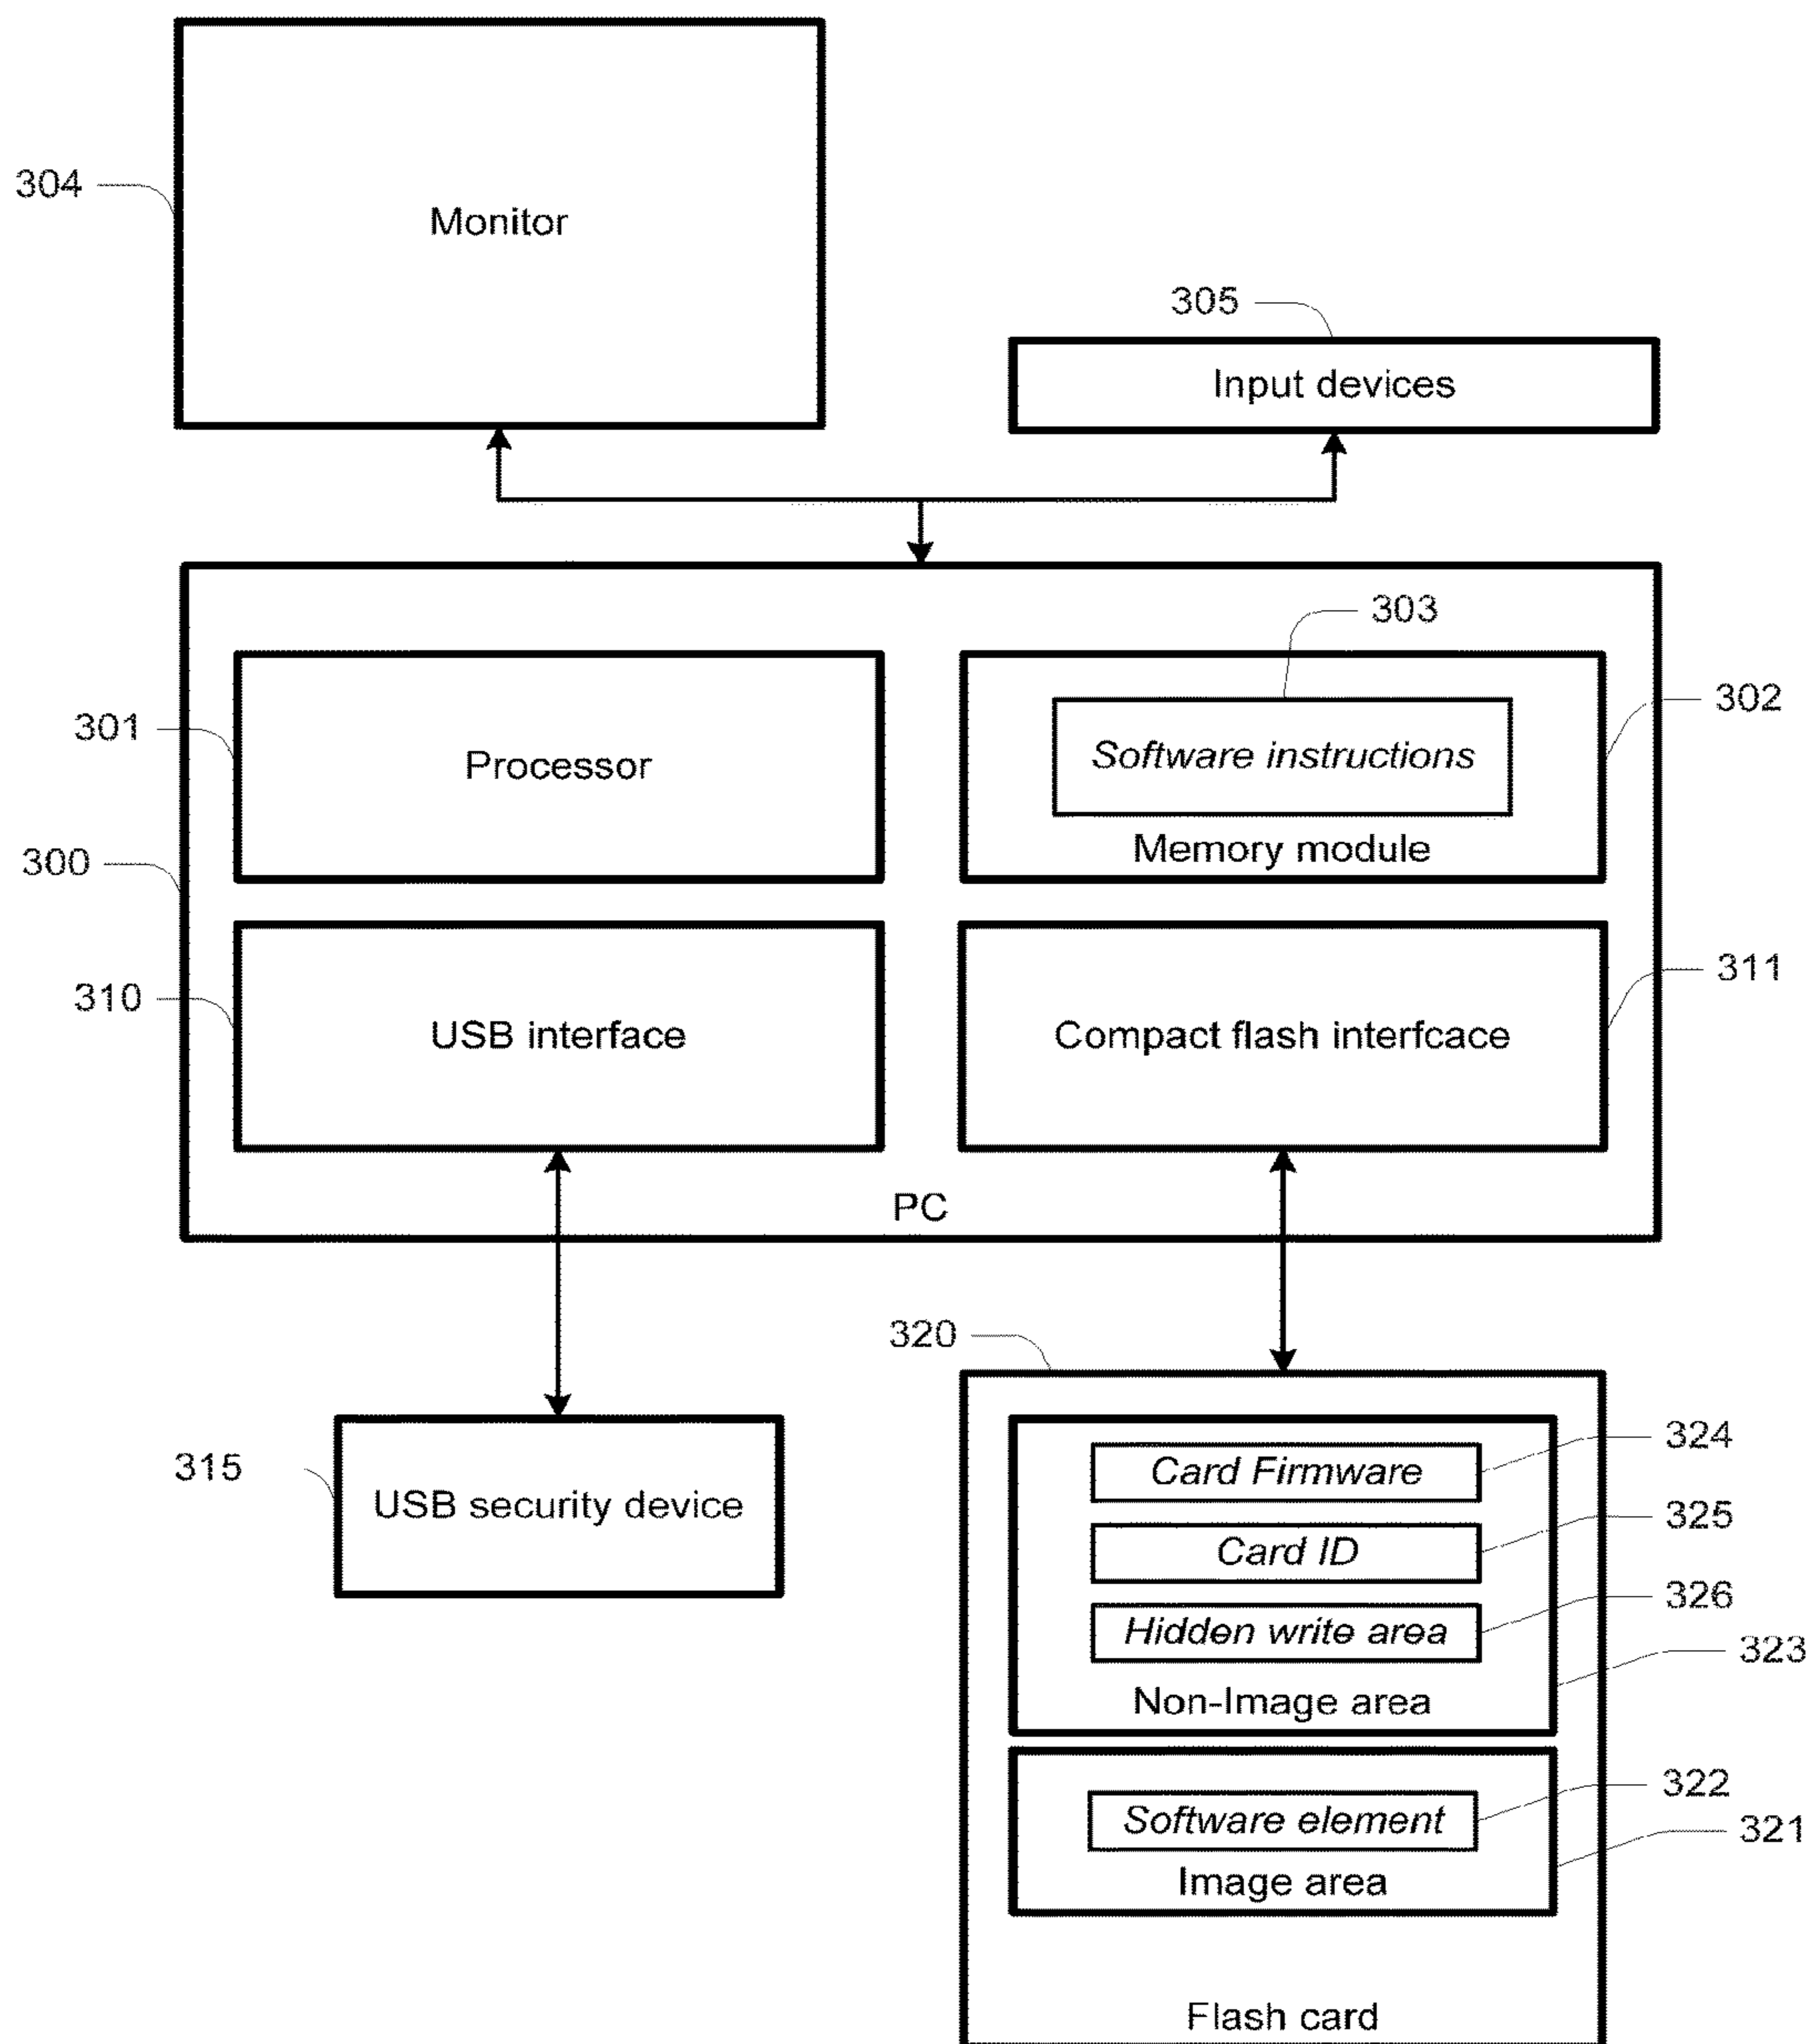 304
Monitor
305
Input devices
303
301
Processor
Software instructions
302
Memory module
300
310
USB interface
Compact flash interfcace
311
PC
320
315
USB security device
Card Firmware
324
Card ID
325
Hidden write area
326
Non-Image area
323
Software element
322
Image area
321
Flash card